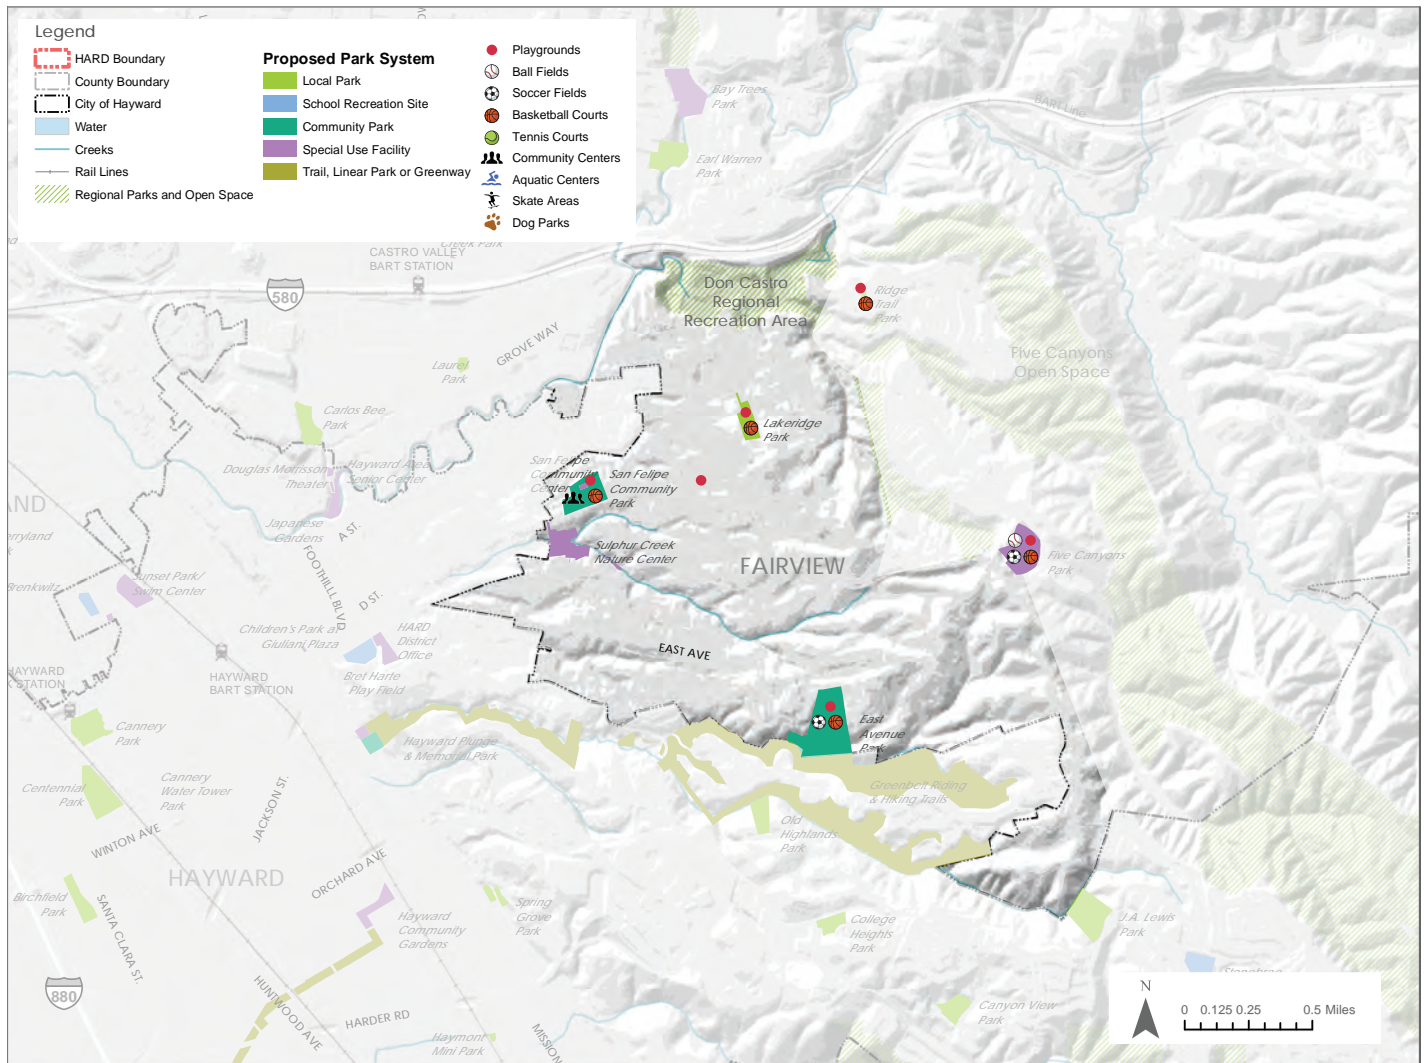 Legend
HARD Boundary
County Boundary
City of Hayward
Water
Creeks
Rail Lines
Regional Parks and Open Space
Proposed Park System
Local Park
School Recreation Site
Community Park
Special Use Facility
Trail, Linear Park or Greenway
Playgrounds
Ball Fields
Soccer Fields
Basketball Courts
Tennis Courts
Community Centers
Aquatic Centers
Skate Areas
Dog Parks
Bay Trees
Park
BART Line
Earl Warren
Park
Creek Park
CASTRO VALLEY
BART STATION
580
Don Castro
Regional
Recreation Area
Ridge
Trail
Park
GROVE WAY
Laurel
Park
Five Canyons
Open Space
Carlos Bee
Park
Lakeridge
Park
Douglas Morrisson
Theater
Hayward Area
Senior Center
San Felipe
Community
Center
San Felipe
Community
Park
Japanese
Gardens
A ST.
FOOTHILL BLVD
Sulphur Creek
Nature Center
FAIRVIEW
Five Canyons
Park
Brenkwitz
Sunset Park/
Swim Center
D ST.
Children's Park at
Giuliani Plaza
HARD
District
Office
EAST AVE
HAYWARD
BART STATION
Bret Harte
Play Field
HAYWARD
STATION
Cannery
Park
Hayward Plunge
& Memorial Park
East
Avenue
Park
Centennial
Park
Cannery
Water Tower
Park
JACKSON ST.
Greenbelt Riding
& Hiking Trails
WINTON AVE
Old
Highlands
Park
HAYWARD
ORCHARD AVE
Birchfield
Park
SANTA CLARA ST.
Hayward
Community
Gardens
Spring
Grove
Park
College
Heights
Park
J.A. Lewis
Park
880
HUNTWOOD AVE
HARDER RD
Haymont
Mini Park
MISSION
Canyon View
Park
N
0 0.125 0.25 0.5 Miles